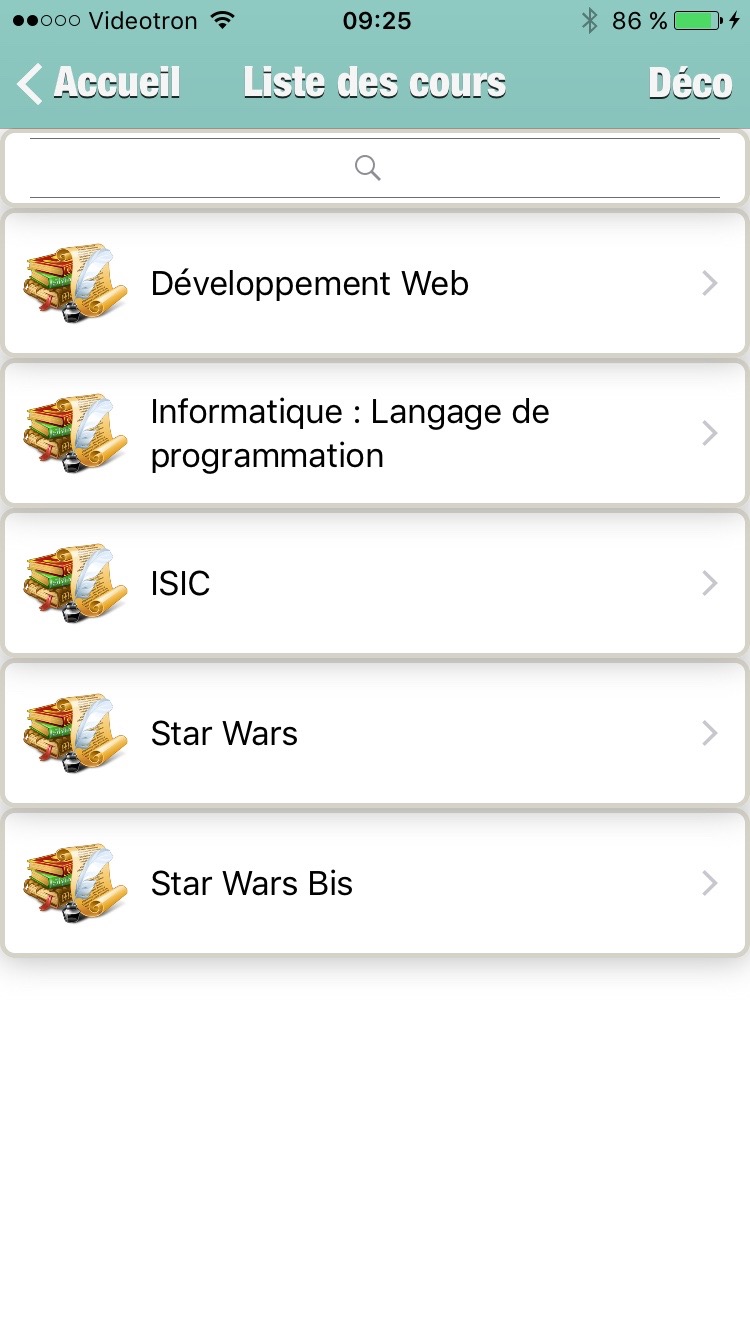 Videotron 09:25 86 %
Accueil Liste des cours Déco
Développement Web
Informatique : Langage de
programmation
ISIC
Star Wars
Star Wars Bis